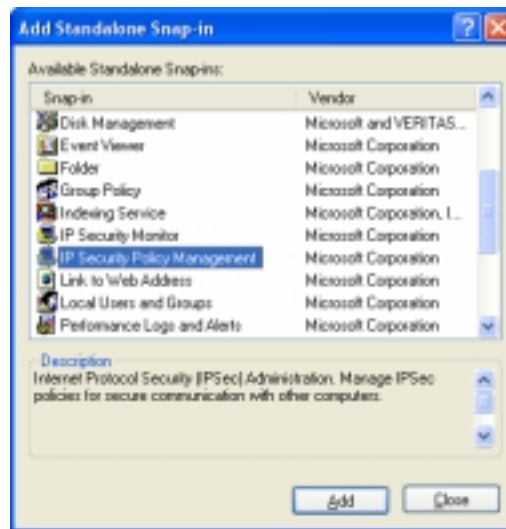 Add Standalone Snap-in
Available Standalone Snap-ins:
Snap-in Vendor
Disk Management Microsoft and VERITAS...
Event Viewer Microsoft Corporation
Folder Microsoft Corporation
Group Policy Microsoft Corporation
Indexing Service Microsoft Corporation, I...
IP Security Monitor Microsoft Corporation
IP Security Policy Management Microsoft Corporation
Link to Web Address Microsoft Corporation
Local Users and Groups Microsoft Corporation
Performance Logs and Alerts Microsoft Corporation
Description
Internet Protocol Security (IPSec) Administration. Manage IPSec
policies for secure communication with other computers.
Add Close